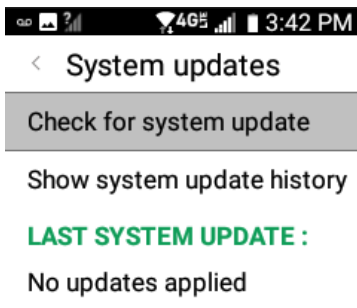 4G 3:42 PM
System updates
Check for system update
Show system update history
LAST SYSTEM UPDATE :
No updates applied